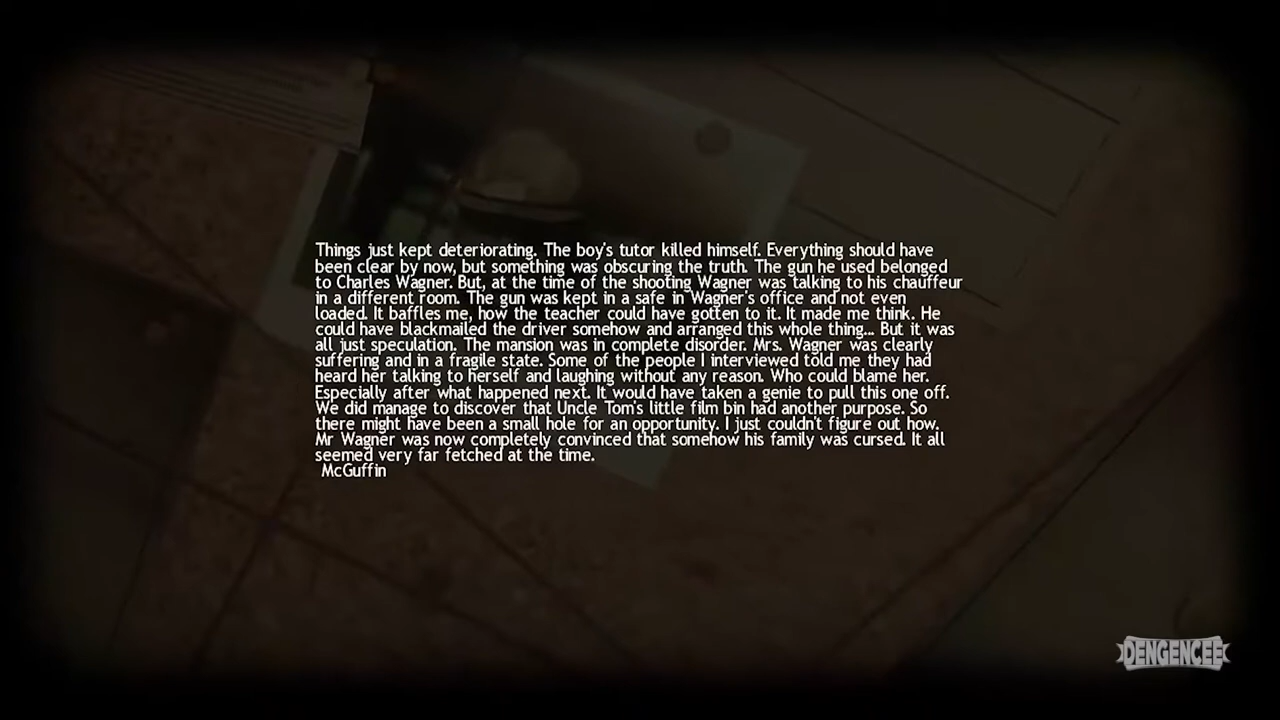 Things just kept deteriorating. The boy's tutor killed himself. Everything should have
been clear by now, but something was obscuring the truth. The gun he used belonged
to Charles Wagner. But, at the time of the shooting Wagner was talking to his chauffeur
in a different room. The gun was kept in a safe in Wagner's office and not even
loaded. It baffles me, how the teacher could have gotten to it. It made me think. He
could have blackmailed the driver somehow and arranged this whole thing... But it was
all just speculation. The mansion was in complete disorder. Mrs. Wagner was clearly
suffering and in a fragile state. Some of the people I interviewed told me they had
heard her talking to herself and laughing without any reason. Who could blame her.
Especially after what happened next. It would have taken a genie to pull this one off.
We did manage to discover that Uncle Tom's little film bin had another purpose. So
there might have been a small hole for an opportunity. I just couldn't figure out how.
Mr Wagner was now completely convinced that somehow his family was cursed. It all
seemed very far fetched at the time.
McGuffin
DENGENCEE